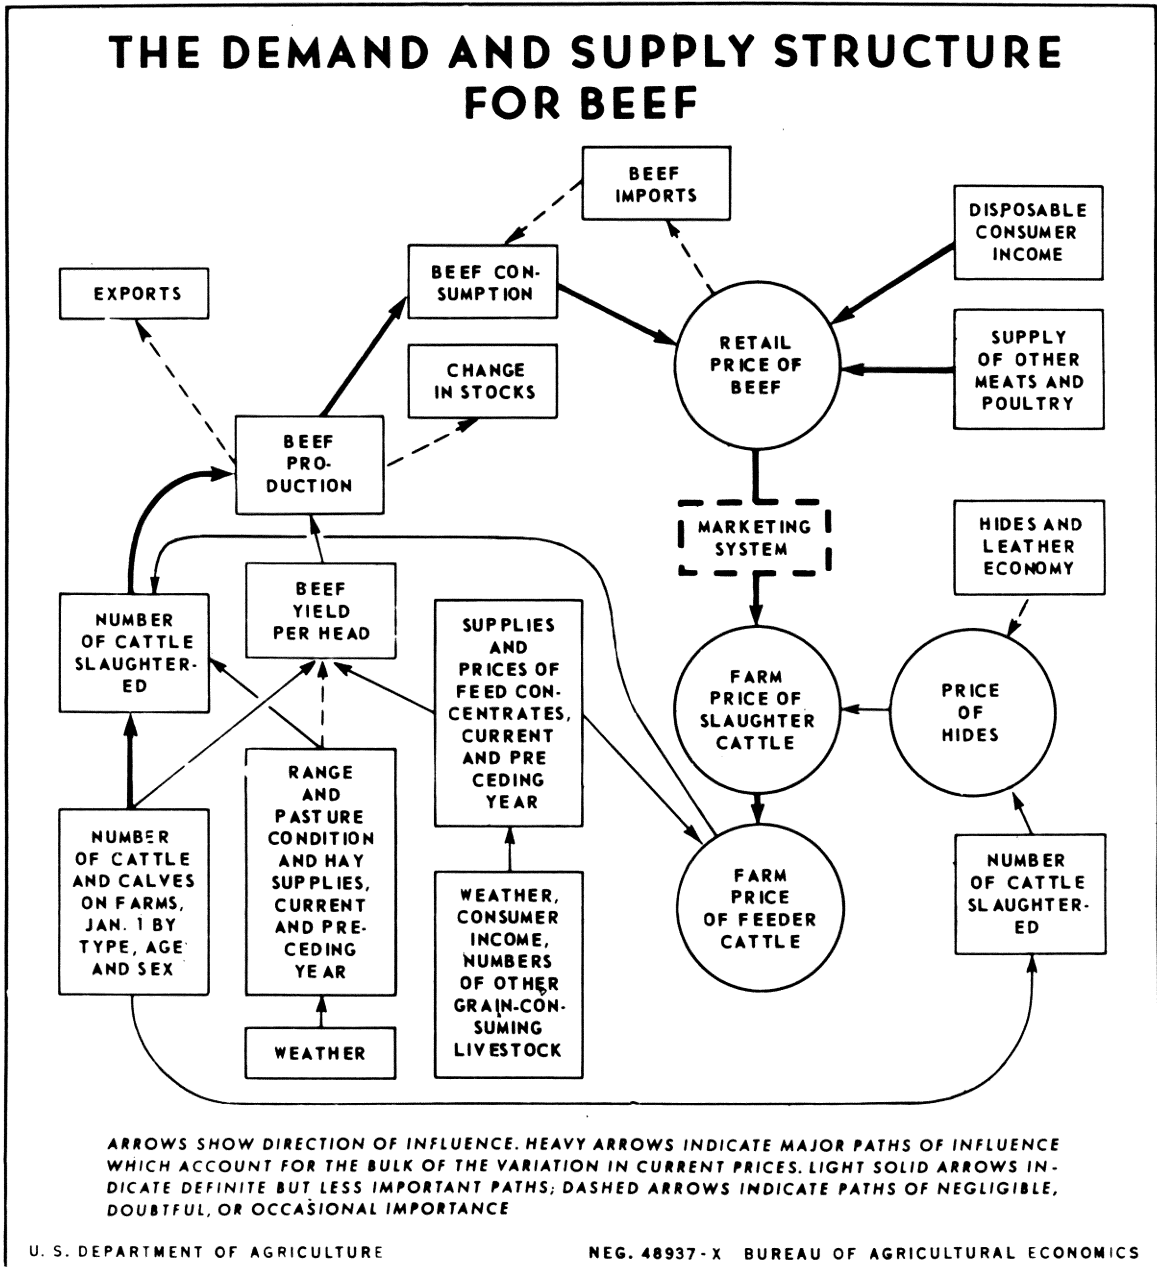 THE DEMAND AND SUPPLY STRUCTURE
FOR BEEF
BEEF
IMPORTS
DISPOSABLE
CONSUMER
INCOME
BEEF CON-
SUMPTION
EXPORTS
RETAIL
PRICE OF
BEEF
SUPPLY
OF OTHER
MEATS AND
POULTRY
CHANGE
IN STOCKS
BEEF
PRO-
DUCTION
MARKETING
SYSTEM
HIDES AND
LEATHER
ECONOMY
NUMBER
OF CATTLE
SLAUGHTER-
ED
BEEF
YIELD
PER HEAD
SUPPLIES
AND
PRICES OF
FEED CON-
CENTRATES,
CURRENT
AND PRE
CEDING
YEAR
FARM
PRICE OF
SLAUGHTER
CATTLE
PRICE
OF
HIDES
NUMBER
OF CATTLE
AND CALVES
ON FARMS,
JAN. 1 BY
TYPE, AGE
AND SEX
RANGE
AND
PASTURE
CONDITION
AND HAY
SUPPLIES,
CURRENT
AND PRE-
CEDING
YEAR
WEATHER,
CONSUMER
INCOME,
NUMBERS
OF OTHER
GRAIN-CON-
SUMING
LIVESTOCK
FARM
PRICE
OF FEEDER
CATTLE
NUMBER
OF CATTLE
SLAUGHTER-
ED
WEATHER
ARROWS SHOW DIRECTION OF INFLUENCE. HEAVY ARROWS INDICATE MAJOR PATHS OF INFLUENCE
WHICH ACCOUNT FOR THE BULK OF THE VARIATION IN CURRENT PRICES. LIGHT SOLID ARROWS IN-
DICATE DEFINITE BUT LESS IMPORTANT PATHS; DASHED ARROWS INDICATE PATHS OF NEGLIGIBLE,
DOUBTFUL, OR OCCASIONAL IMPORTANCE
U. S. DEPARTMENT OF AGRICULTURE
NEG. 48937-X BUREAU OF AGRICULTURAL ECONOMICS